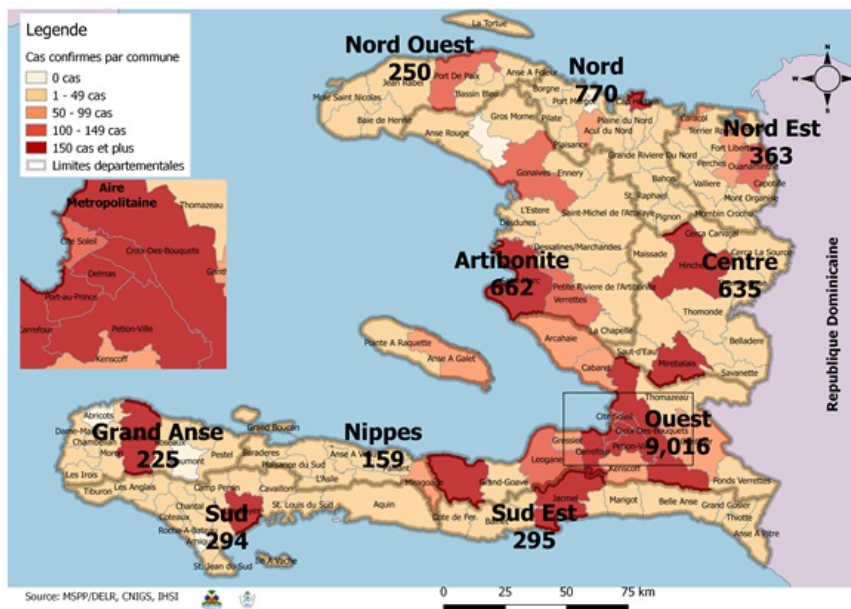 Legende
Cas confirmes par commune
0 cas
1 - 49 cas
50 - 99 cas
100 - 149 cas
150 cas et plus
Limites departementales
Aire
Metropolitaine
Thomazeau
Cite Soleil
Croix-Des-Bouquets
Delmas
Port-au-Prince
Carrefour
Petion-Ville
Kenscoff
La Tortue
Nord Ouest
250
Port De Paix
Jean Rabel
Mole Saint Nicolas
Bassin Bleu
Baie de Henne
Anse Rouge
Gros Morne
Borgne
Nord
770
Pilate
Plaine du Nord
Acul du Nord
Plaisance
Grande Riviere Du Nord
Caracol
Nord Est
363
Fort Liberte
Perches
Ouanaminthe
Valliere
Capotille
Mont Organise
Bahon
St. Raphael
Pignon
Mombin Crochu
Gonaives
Ennery
L'Estere
Saint-Michel de l'Attalaye
Desdunes
Dessalines/Marchandes
Cerca Carvajal
Cerca La Source
Maissade
Artibonite
662
Petite Riviere de l'Artibonite
Verrettes
Centre
635
Thomonde
La Chapelle
Belladere
Saut-d'Eau
Mirebalais
Savanette
Arcahaie
Cabaret
Pointe A Raquette
Anse A Galet
Thomazeau
Cite Soleil
Ouest
9,016
Croix-Des-Bouquets
Gressier
Carrefour
Leogane
Kenscoff
Fonds Verrettes
Abricots
Grand Anse
225
Pestel
Grand Boucan
Baraderes
Nippes
159
Plaisance du Sud
L'Asile
Miragoane
Grand-Goave
Les Irois
Tiburon
Les Anglais
Chantal
Camp Perrin
Cavaillon
Coteaux
St. Louis du Sud
Aquin
Sud
294
St. Jean du Sud
Ile A Vache
Cote de Fer
Jacmel
Sud Est
295
Marigot
Belle Anse
Grand Gosier
Thiotte
Anse A Pitre
Republique Dominicaine
N
W
E
S
Source: MSPP/DELR, CNIGS, IHSI
0 25 50 75 km